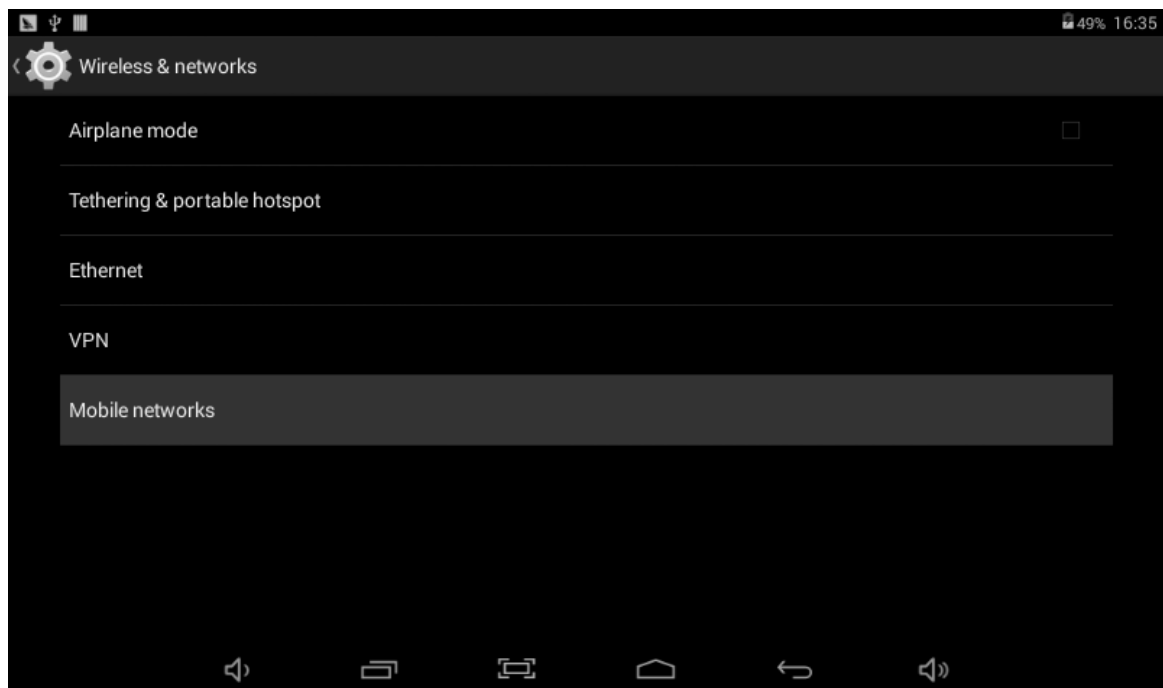 49% 16:35
Wireless & networks
Airplane mode
Tethering & portable hotspot
Ethernet
VPN
Mobile networks